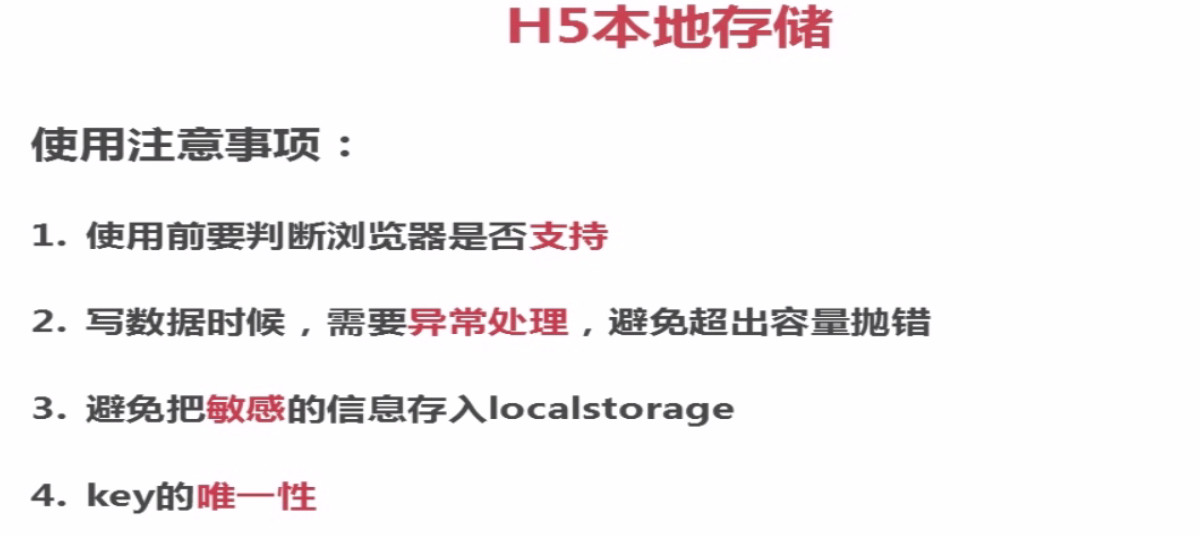 H5本地存储
使用注意事项：
1. 使用前要判断浏览器是否支持
2. 写数据时候，需要异常处理，避免超出容量抛错
3. 避免把敏感的信息存入localstorage
4. key的唯一性